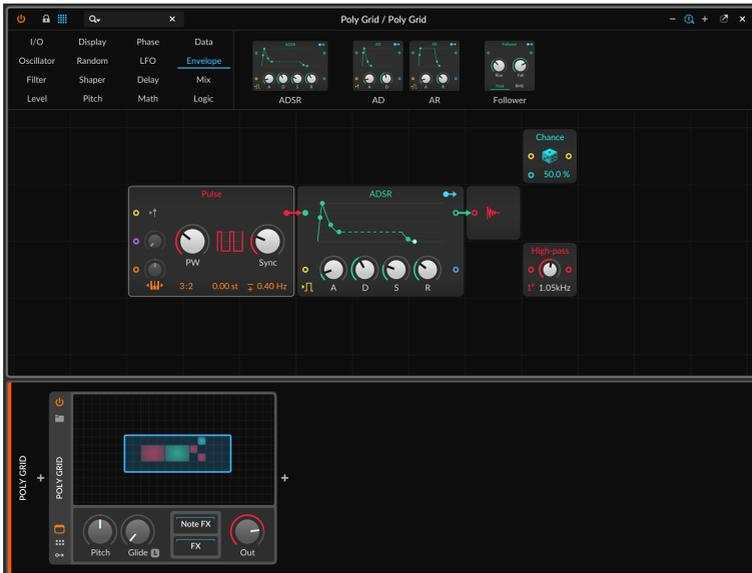 Poly Grid / Poly Grid
I/O Display Phase Data
Oscillator Random LFO Envelope
Filter Shaper Delay Mix
Level Pitch Math Logic
ADSR AD AR Follower
Chance
50.0 %
Pulse
PW Sync
3:2 0.00 st ∓ 0.40 Hz
ADSR
A D S R
High-pass
1.05kHz
POLY GRID
POLY GRID
Pitch Glide L
Note FX
FX
Out